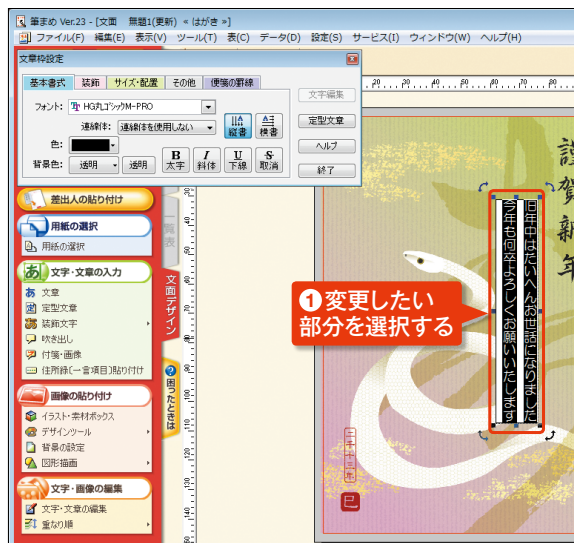 筆まめ Ver.23 - [文面　無題1(更新) « はがき »]
ファイル(F) 編集(E) 表示(V) ツール(T) 表(C) データ(D) 設定(S) サービス(I) ウィンドウ(W) ヘルプ(H)
文章枠設定
基本書式 装飾 サイズ・配置 その他 便箋の罫線
フォント: HG丸ゴシックM-PRO
連綿体: 連綿体を使用しない
縦書 横書
色:
背景色: 透明 透明
B 太字 I 斜体 U 下線 S 取消
文字編集
定型文章
ヘルプ
終了
20 30 40 50 60 70 80
差出人の貼り付け
用紙の選択
用紙の選択
あ 文字・文章の入力
あ 文章
定型文章
装飾文字
吹き出し
付箋・画像
住所録(一言項目)貼り付け
画像の貼り付け
イラスト・素材ボックス
デザインツール
背景の設定
図形描画
文字・画像の編集
文字・文章の編集
重なり順
一覧表
文面デザイン
困ったときは
❶変更したい
部分を選択する
謹賀新年
旧年中はたいへんお世話になりました
今年も何卒よろしくお願いいたします
二千十三年
巳